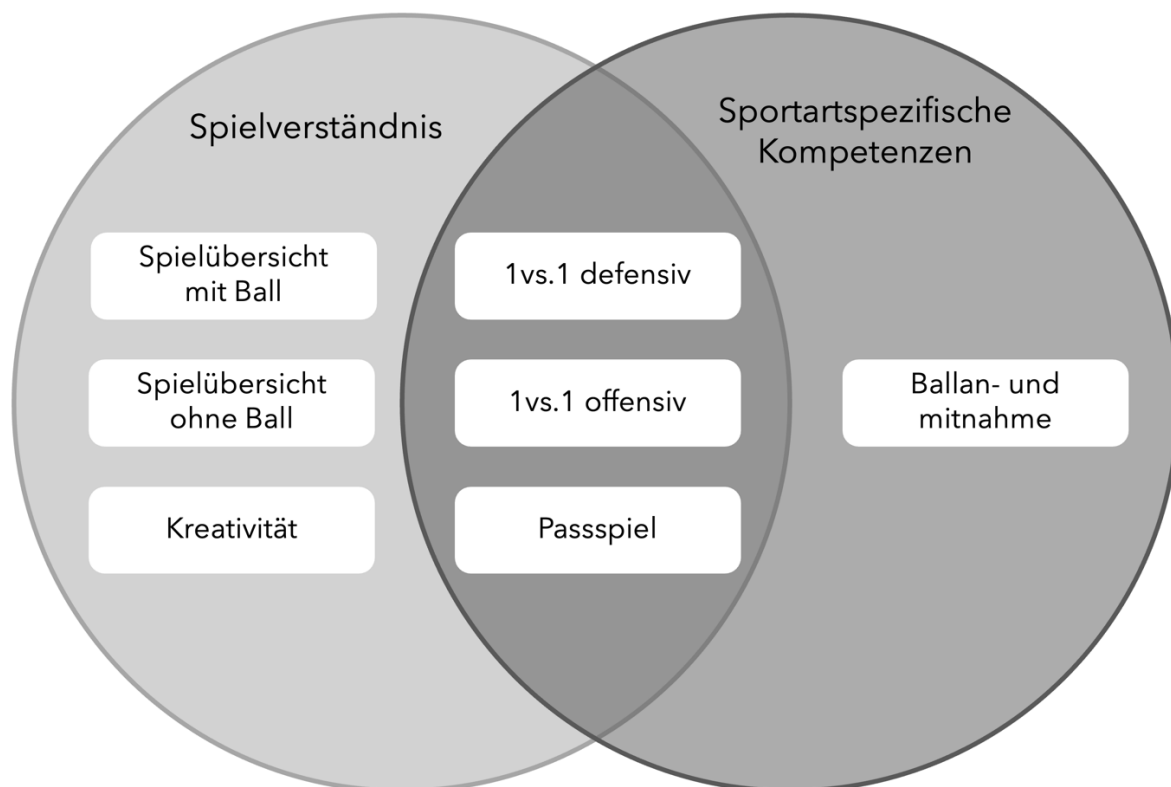 Spielverständnis
Sportartspezifische
Kompetenzen
Spielübersicht
mit Ball
1vs.1 defensiv
Spielübersicht
ohne Ball
1vs.1 offensiv
Ballan- und
mitnahme
Kreativität
Passspiel